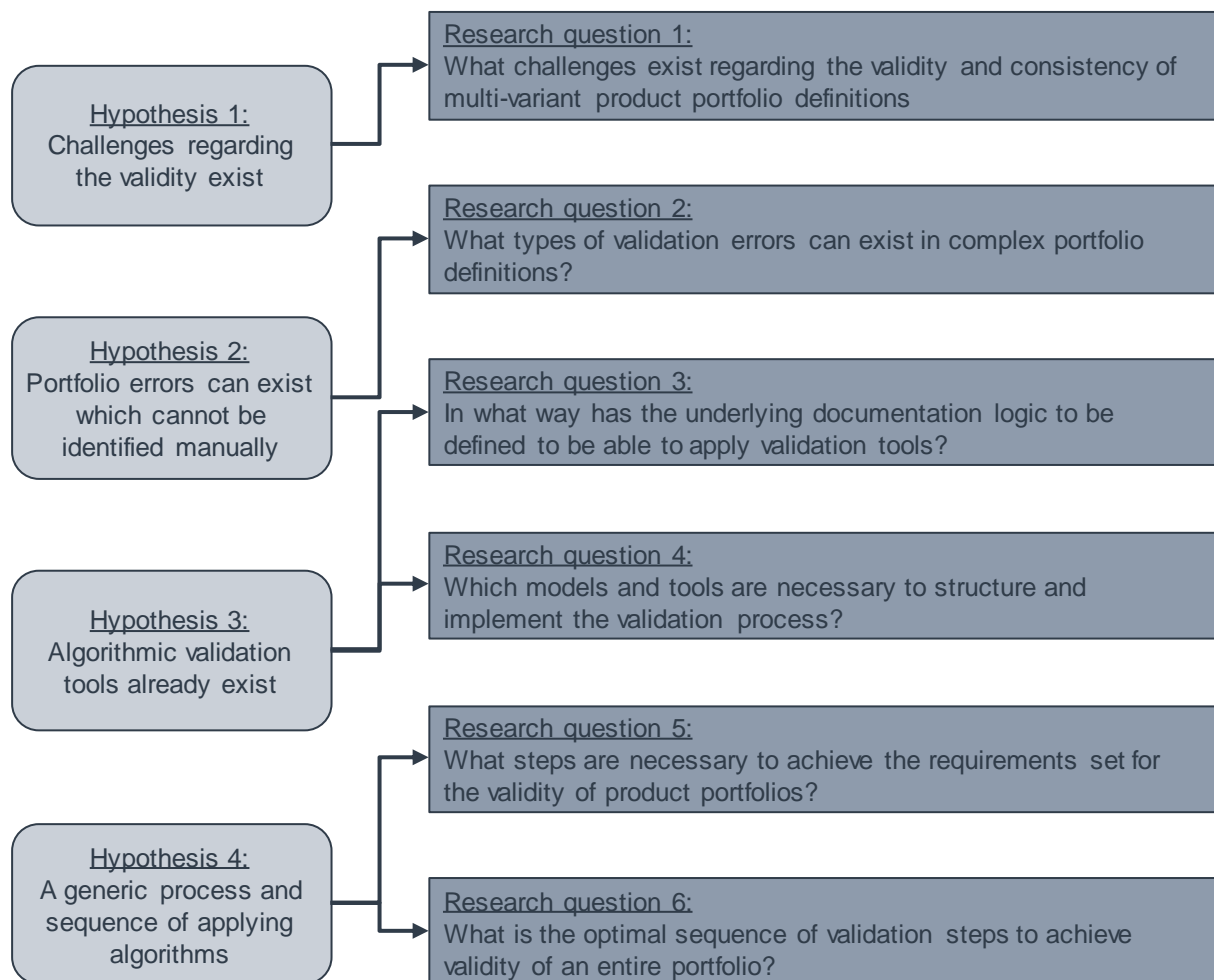 Hypothesis 1:
Challenges regarding
the validity exist
Research question 1:
What challenges exist regarding the validity and consistency of
multi-variant product portfolio definitions
Hypothesis 2:
Portfolio errors can exist
which cannot be
identified manually
Research question 2:
What types of validation errors can exist in complex portfolio
definitions?
Hypothesis 3:
Algorithmic validation
tools already exist
Research question 3:
In what way has the underlying documentation logic to be
defined to be able to apply validation tools?
Research question 4:
Which models and tools are necessary to structure and
implement the validation process?
Hypothesis 4:
A generic process and
sequence of applying
algorithms
Research question 5:
What steps are necessary to achieve the requirements set for
the validity of product portfolios?
Research question 6:
What is the optimal sequence of validation steps to achieve
validity of an entire portfolio?